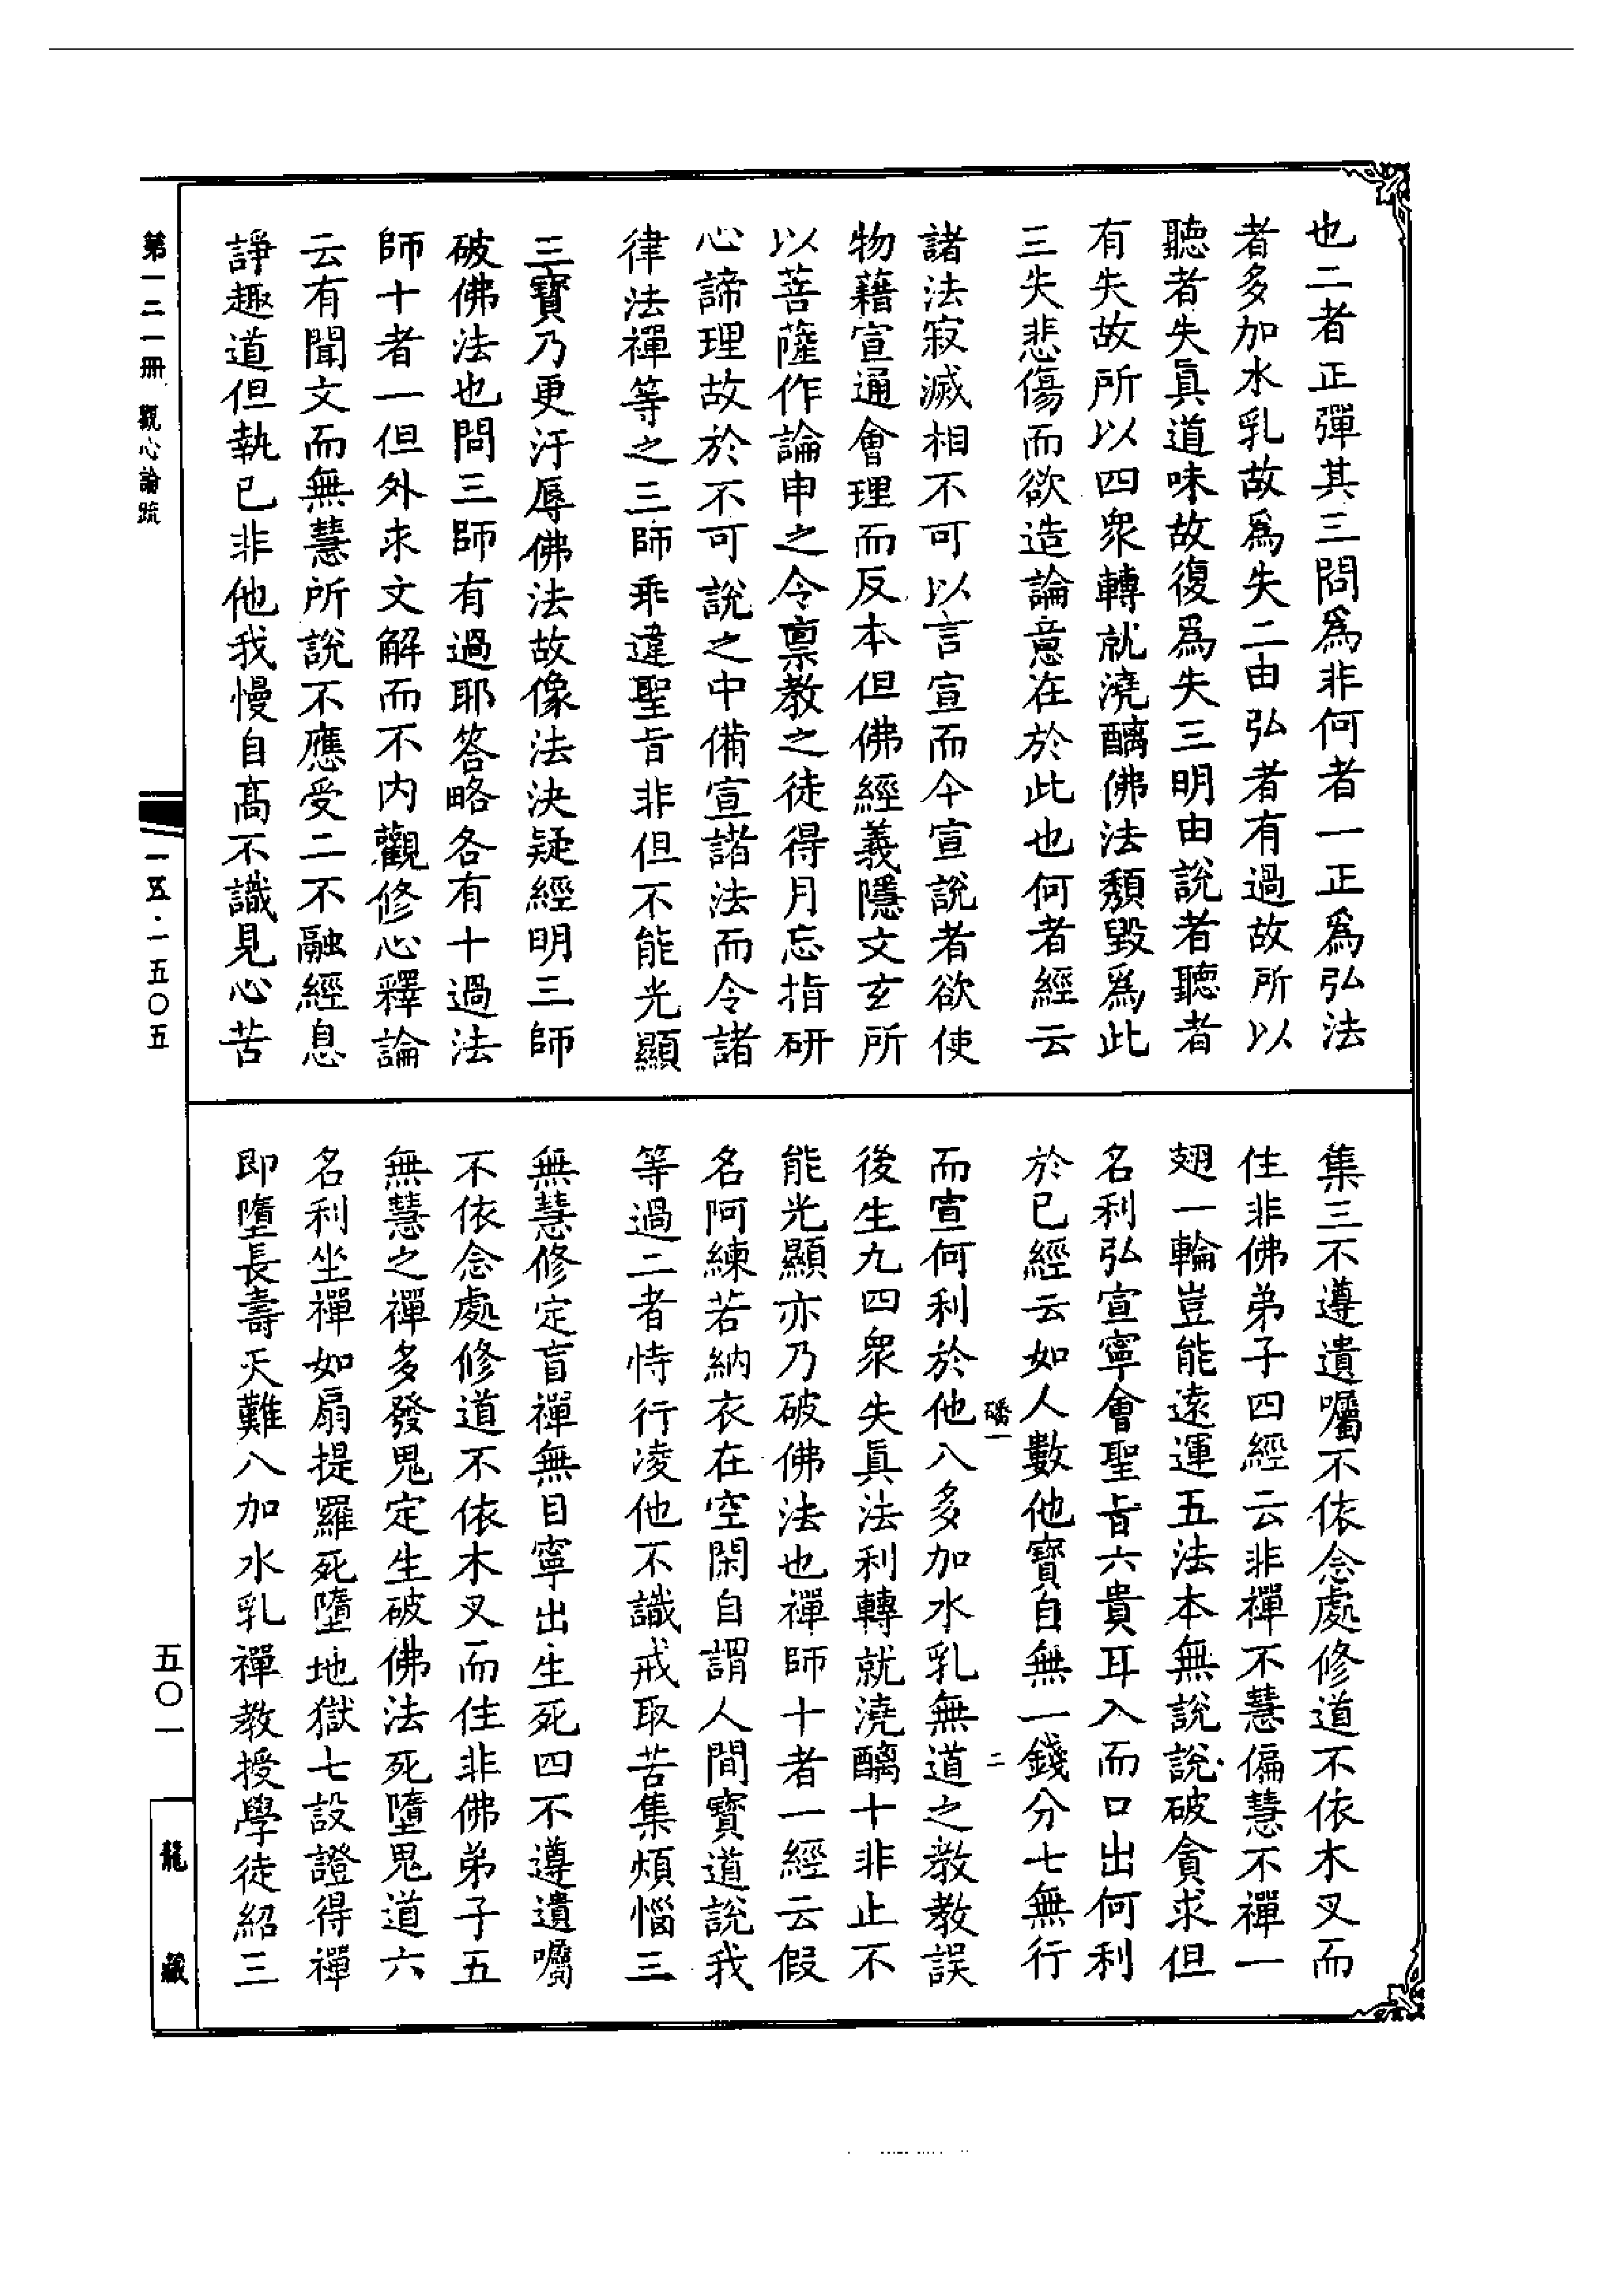 也二者正彈其三問爲非何者一正爲弘法
者多加水乳故爲失二由弘者有過故所以
聽者失眞道味故復爲失三明由說者聽者
有失故所以四眾轉就澆醨佛法頽毀爲此
三失悲傷而欲造論意在於此也何者經云
諸法寂滅相不可以言宣而今宣說者欲使
物藉宣通會理而反本但佛經義隱文玄所
以菩薩作論申之令禀教之徒得月忘指研
心諦理故於不可說之中備宣諸法而令諸
律法禪等之三師乖違聖旨非但不能光顯
三寶乃更汙辱佛法故像法決疑經明三師
破佛法也問三師有過耶答略各有十過法
師十者一但外求文解而不內觀修心釋論
云有聞文而無慧所說不應受二不融經息
諍趣道但執已非他我慢自高不識見心苦
集三不遵遺囑不依念處修道不依木叉而
住非佛弟子四經云非禪不慧偏慧不禪一
翅一輪豈能遠運五法本無說說破貪求但
名利弘宣寧會聖旨六貴耳入而口出何利
於已經云如人數他寶自無一錢分七無行
而宣何利於他八多加水乳無道之教教誤
後生九四眾失眞法利轉就澆醨十非止不
能光顯亦乃破佛法也禪師十者一經云假
名阿練若納衣在空閑自謂人間寶道說我
等過二者恃行凌他不識戒取苦集煩惱三
無慧修定盲禪無目寧出生死四不遵遺囑
不依念處修道不依木叉而住非佛弟子五
無慧之禪多發鬼定生破佛法死墮鬼道六
名利坐禪如扇提羅死墮地獄七設證得禪
即墮長壽天難八加水乳禪教授學徒紹三
磻一
二
第一二一冊 觀心論疏
一五·一五〇五
五〇一
龍藏